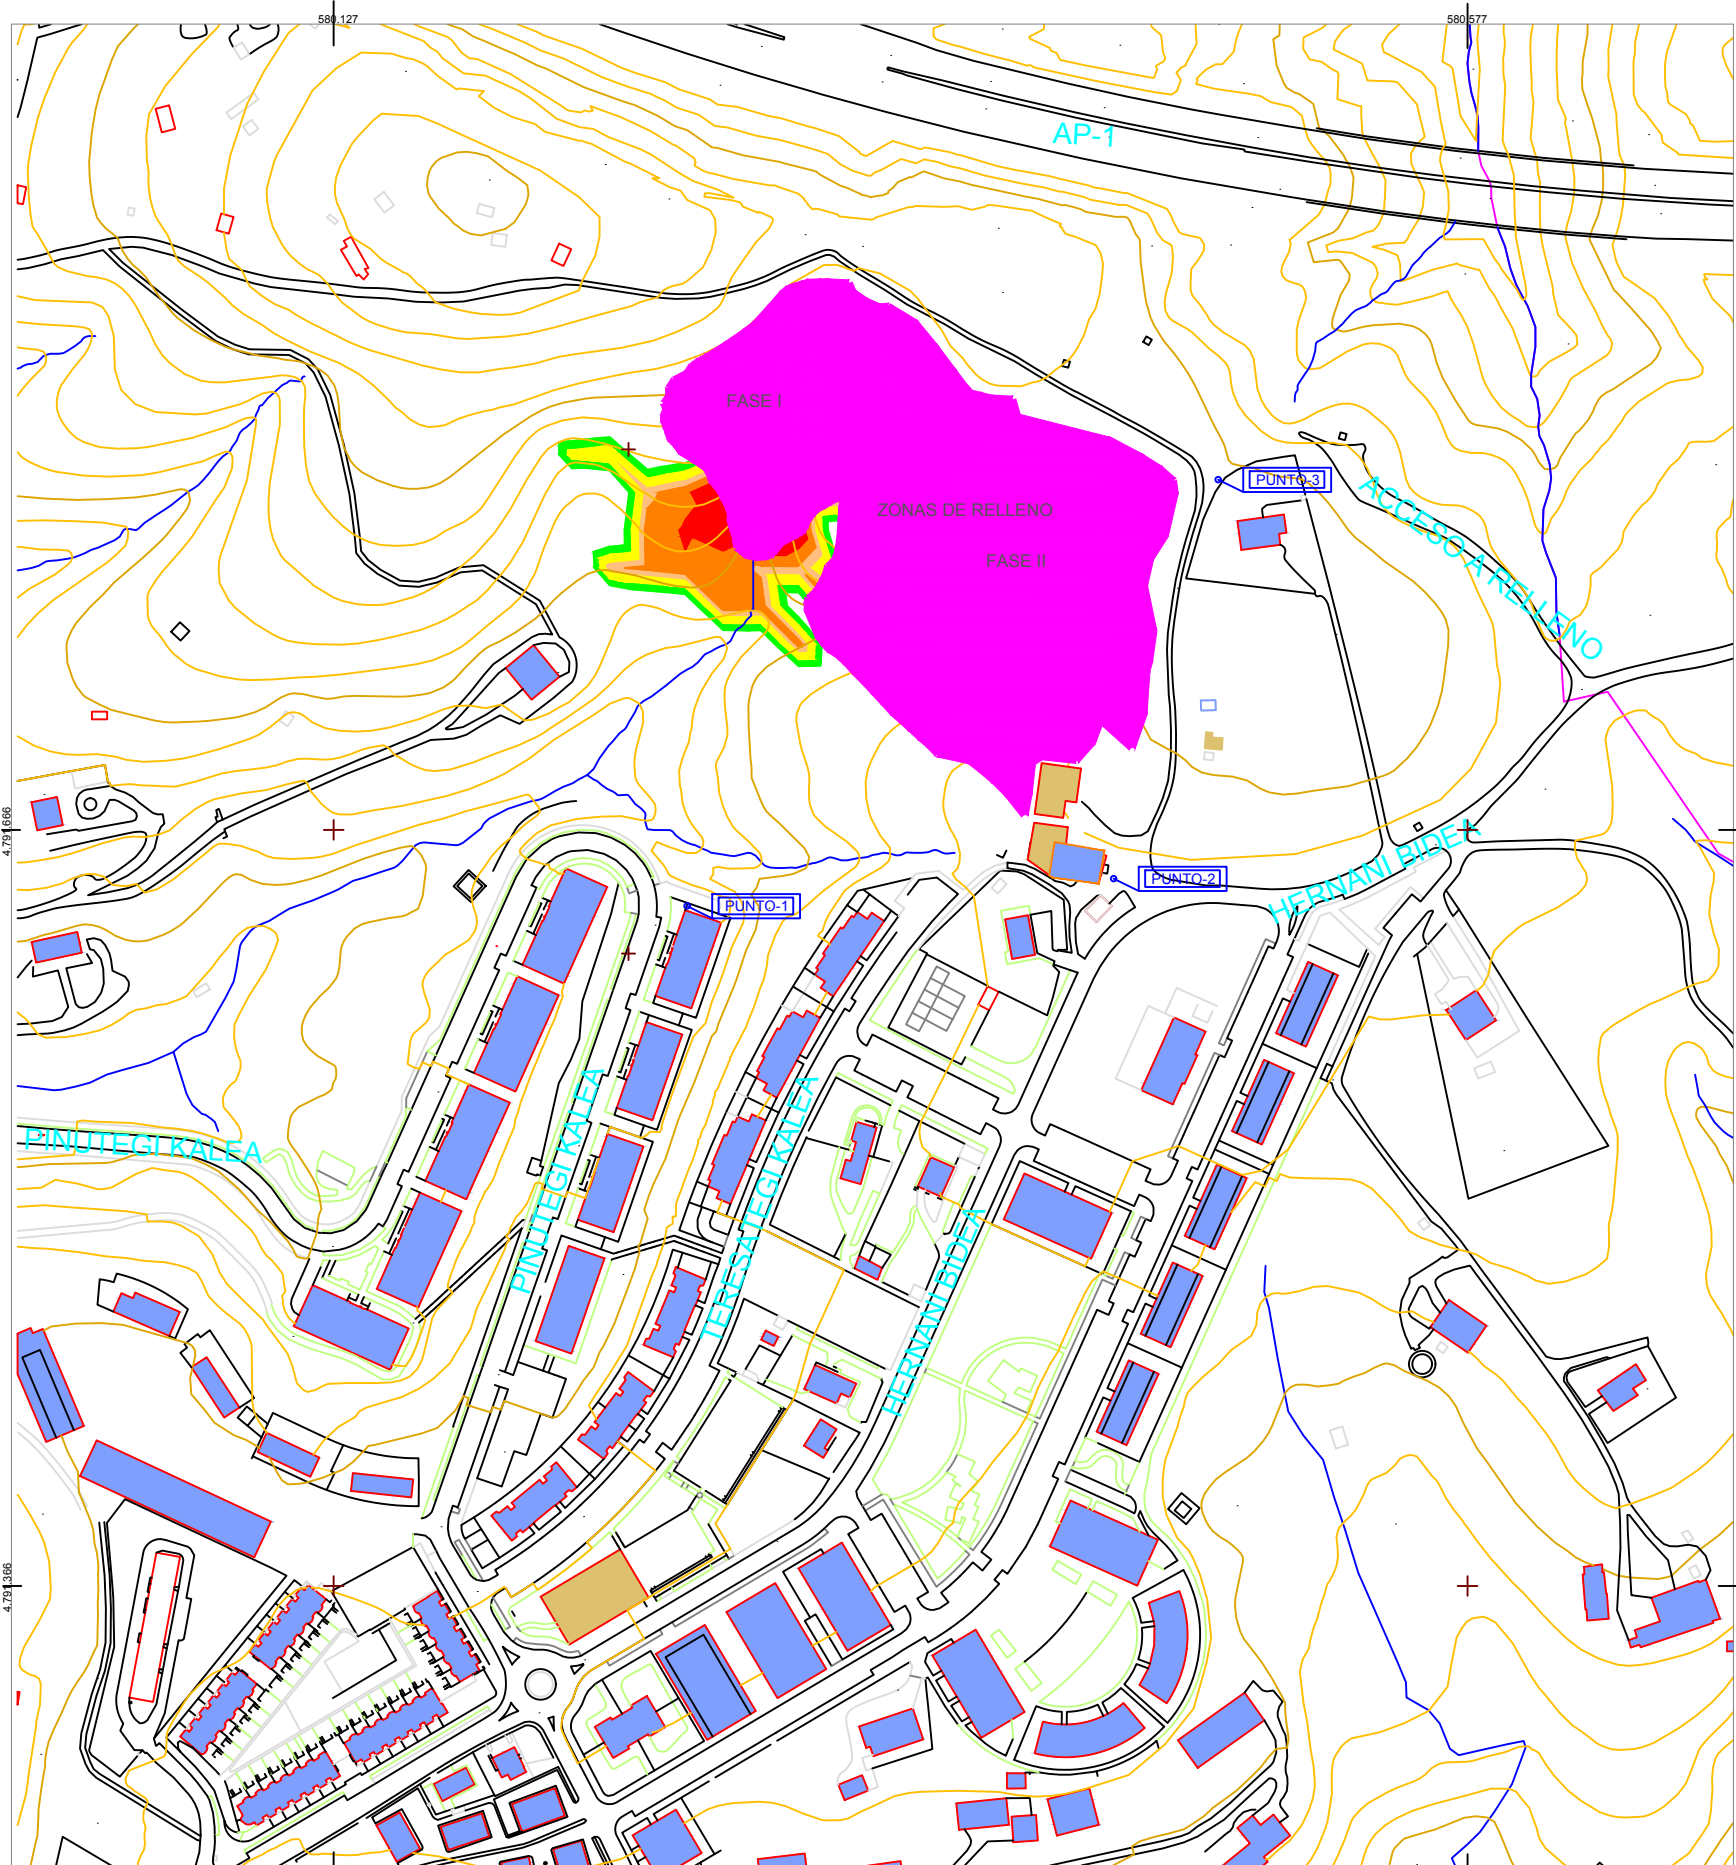 580.127
580.577
AP-1
FASE I
PUNTO-3
ZONAS DE RELLENO
FASE II
ACCESO A RELLENO
4.791.666
HERNANI BIDEA
PUNTO-2
PUNTO-1
PINUTEGI KALEA
PINUTEGI KALEA
TERESATEGI KALEA
HERNANI BIDEA
4.791.366